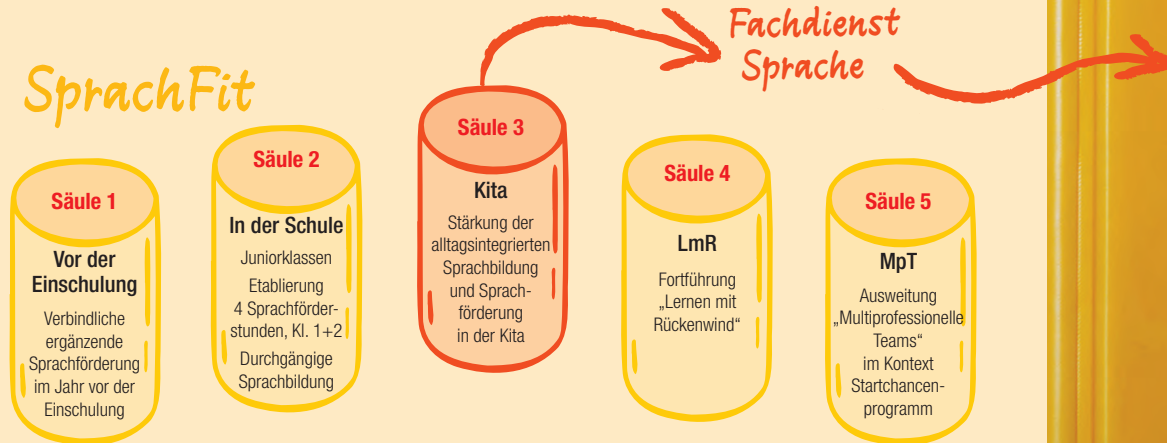 SprachFit
Fachdienst
Sprache
Säule 1
Vor der
Einschulung
Verbindliche
ergänzende
Sprachförderung
im Jahr vor der
Einschulung
Säule 2
In der Schule
Juniorklassen
Etablierung
4 Sprachförder-
stunden, Kl. 1+2
Durchgängige
Sprachbildung
Säule 3
Kita
Stärkung der
alltagsintegrierten
Sprachbildung
und Sprach-
förderung
in der Kita
Säule 4
LmR
Fortführung
„Lernen mit
Rückenwind“
Säule 5
MpT
Ausweitung
„Multiprofessionelle
Teams“
im Kontext
Startchancen-
programm